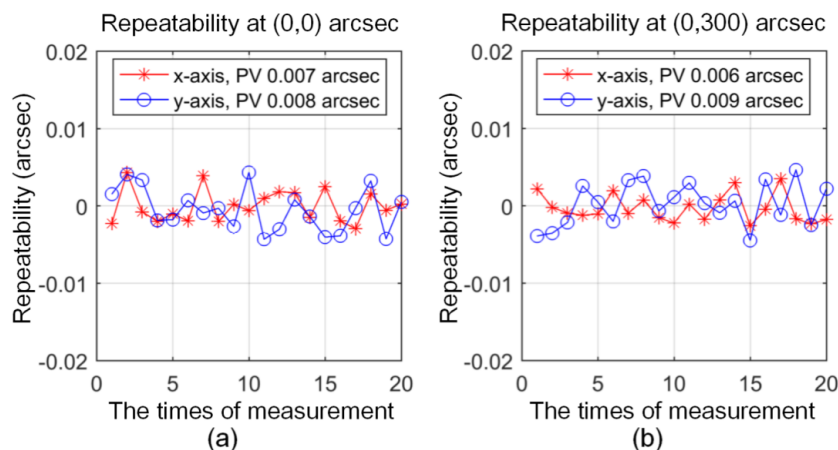 Repeatability at (0,0) arcsec
0.02
0.01
0
-0.01
-0.02
Repeatability (arcsec)
x-axis, PV 0.007 arcsec
y-axis, PV 0.008 arcsec
0 5 10 15 20
The times of measurement
(a)
Repeatability at (0,300) arcsec
0.02
0.01
0
-0.01
-0.02
Repeatability (arcsec)
x-axis, PV 0.006 arcsec
y-axis, PV 0.009 arcsec
0 5 10 15 20
The times of measurement
(b)